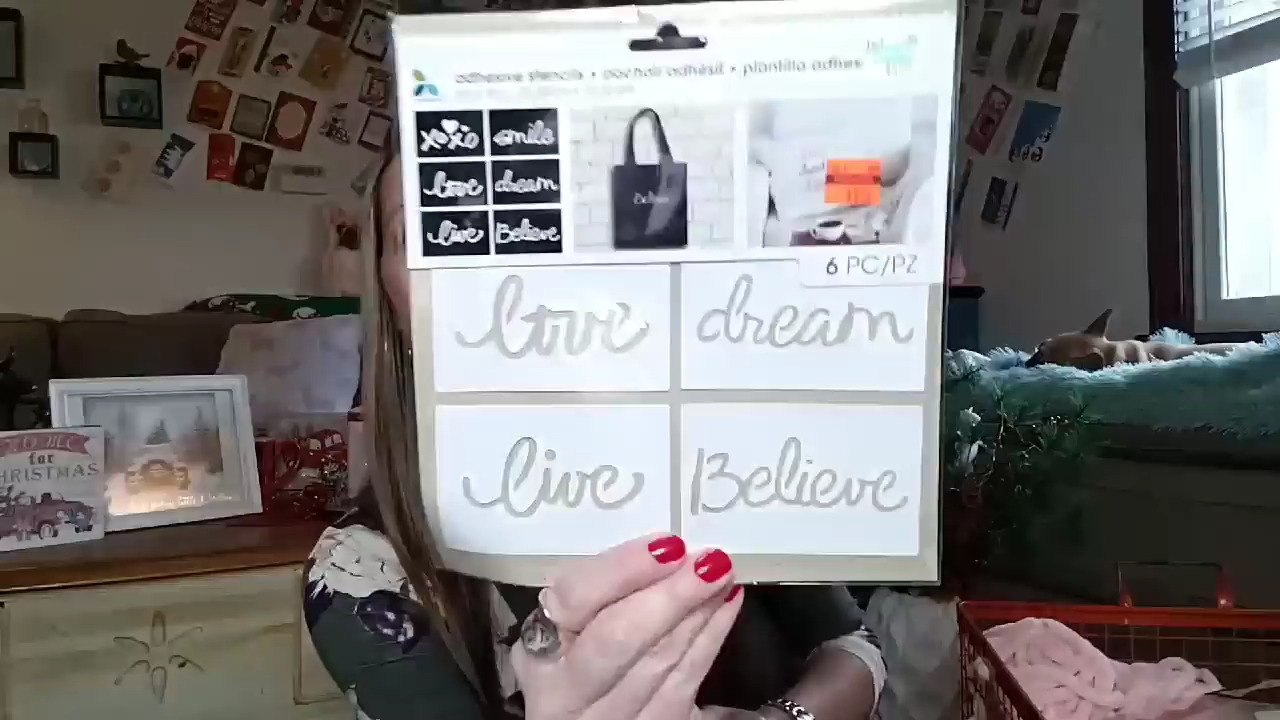 adhesive stencils • pochoir adhésif • plantilla adhes
xoxo smile
love dream
live Believe
Believe
6 PC/PZ
love dream
live Believe
for
CHRISTMAS